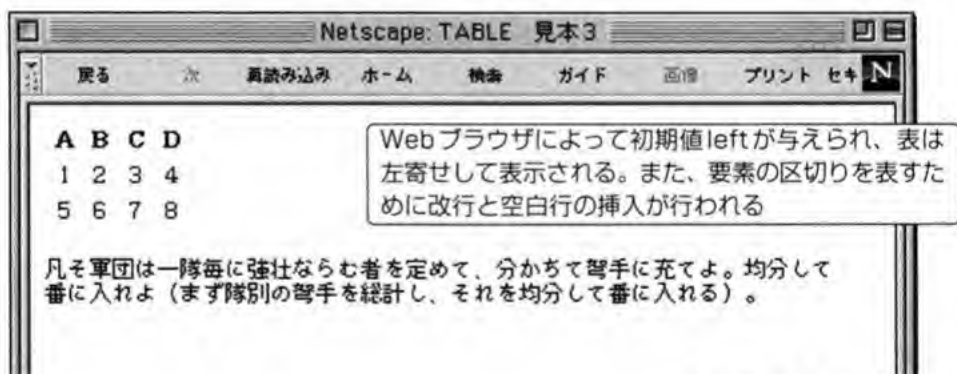 Netscape: TABLE 見本3
戻る 次 再読み込み ホーム 検索 ガイド 画像 プリント セキ N
A B C D
1 2 3 4
5 6 7 8
Webブラウザによって初期値leftが与えられ、表は
左寄せして表示される。また、要素の区切りを表すた
めに改行と空白行の挿入が行われる
凡そ軍団は一隊毎に強壮ならむ者を定めて、分かちて弩手に充てよ。均分して
番に入れよ（まず隊別の弩手を総計し、それを均分して番に入れる）。